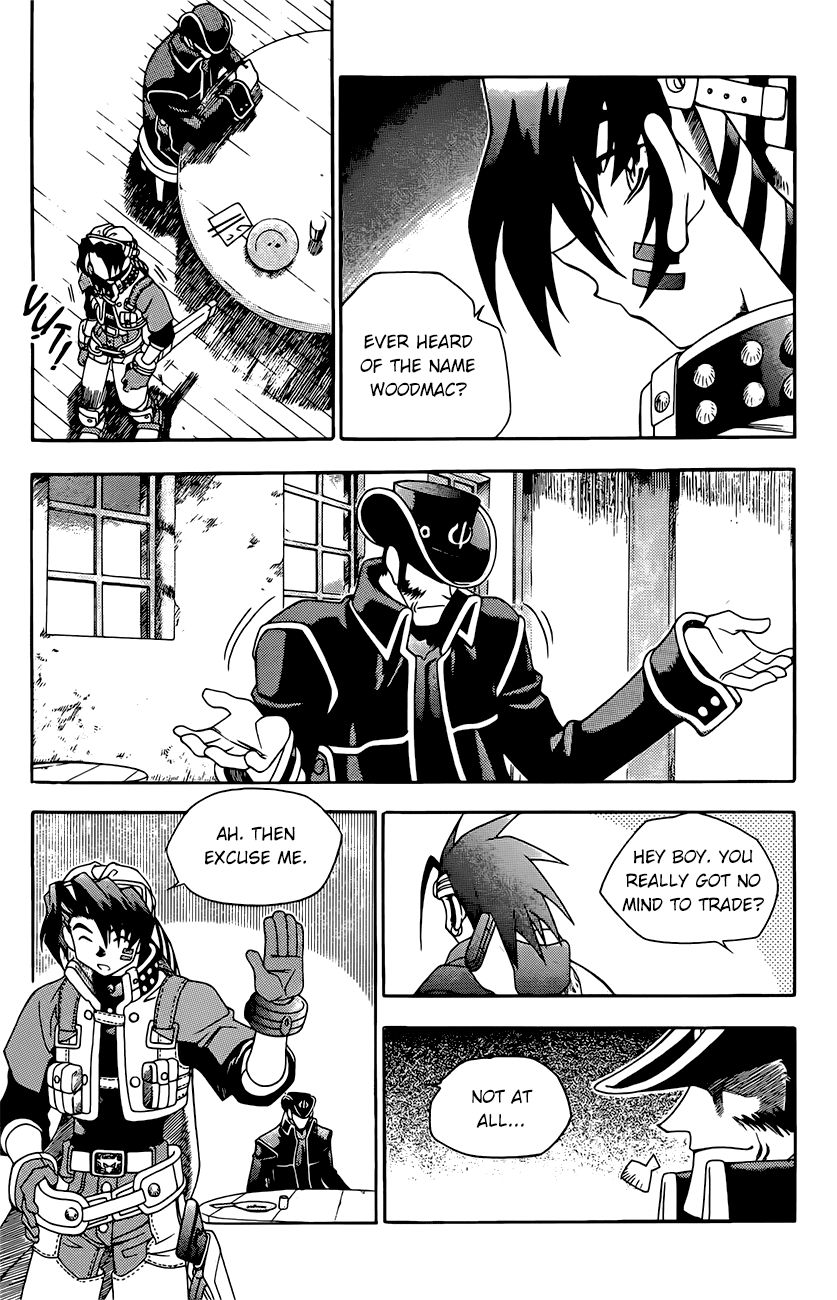 VỤT!
EVER HEARD
OF THE NAME
WOODMAC?
AH. THEN
EXCUSE ME.
HEY BOY. YOU
REALLY GOT NO
MIND TO TRADE?
NOT AT
ALL...